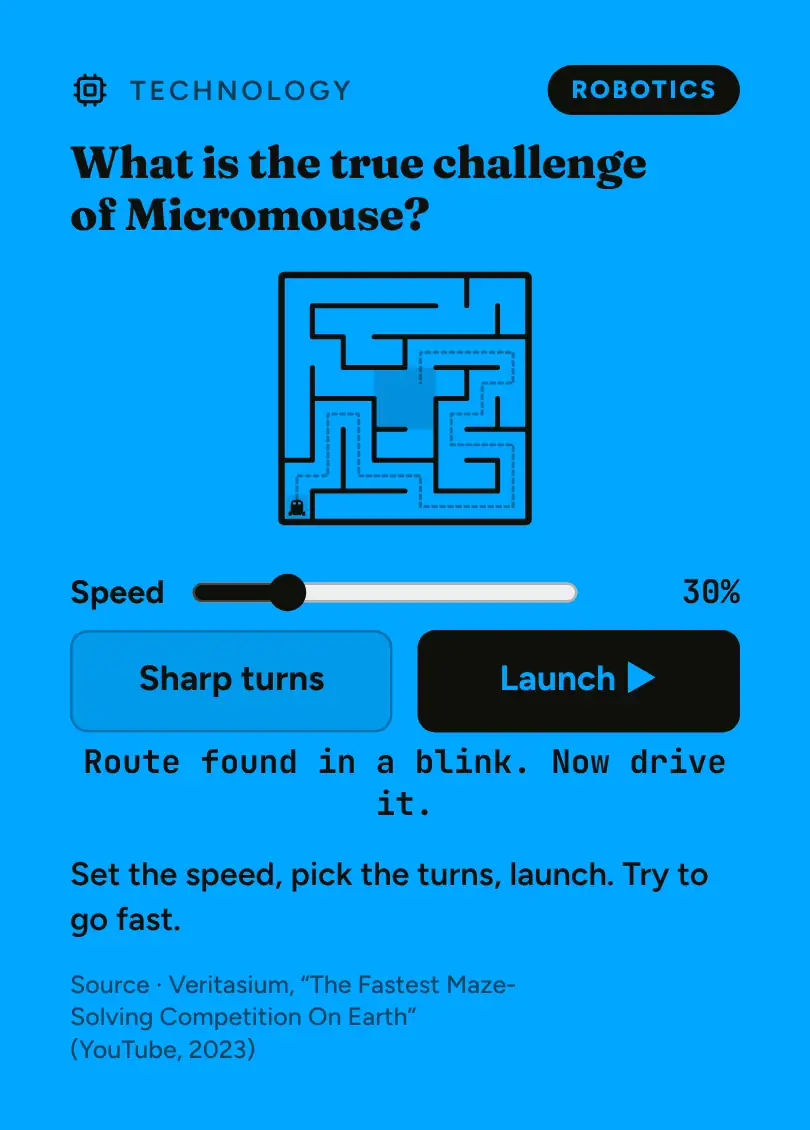 TECHNOLOGY
ROBOTICS
What is the true challenge
of Micromouse?
Speed
30%
Sharp turns
Launch ▶
Route found in a blink. Now drive
it.
Set the speed, pick the turns, launch. Try to
go fast.
Source · Veritasium, “The Fastest Maze-
Solving Competition On Earth”
(YouTube, 2023)